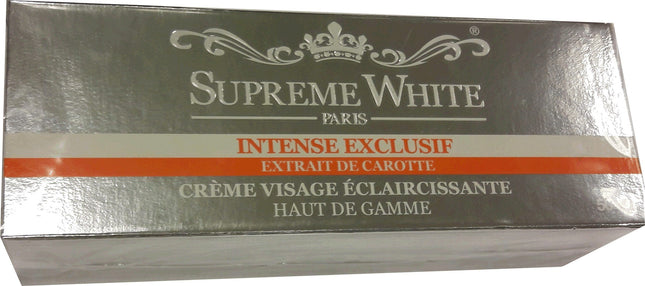 ®
SUPREME WHITE
PARIS
INTENSE EXCLUSIF
EXTRAIT DE CAROTTE
CRÈME VISAGE ÉCLAIRCISSANTE
HAUT DE GAMME